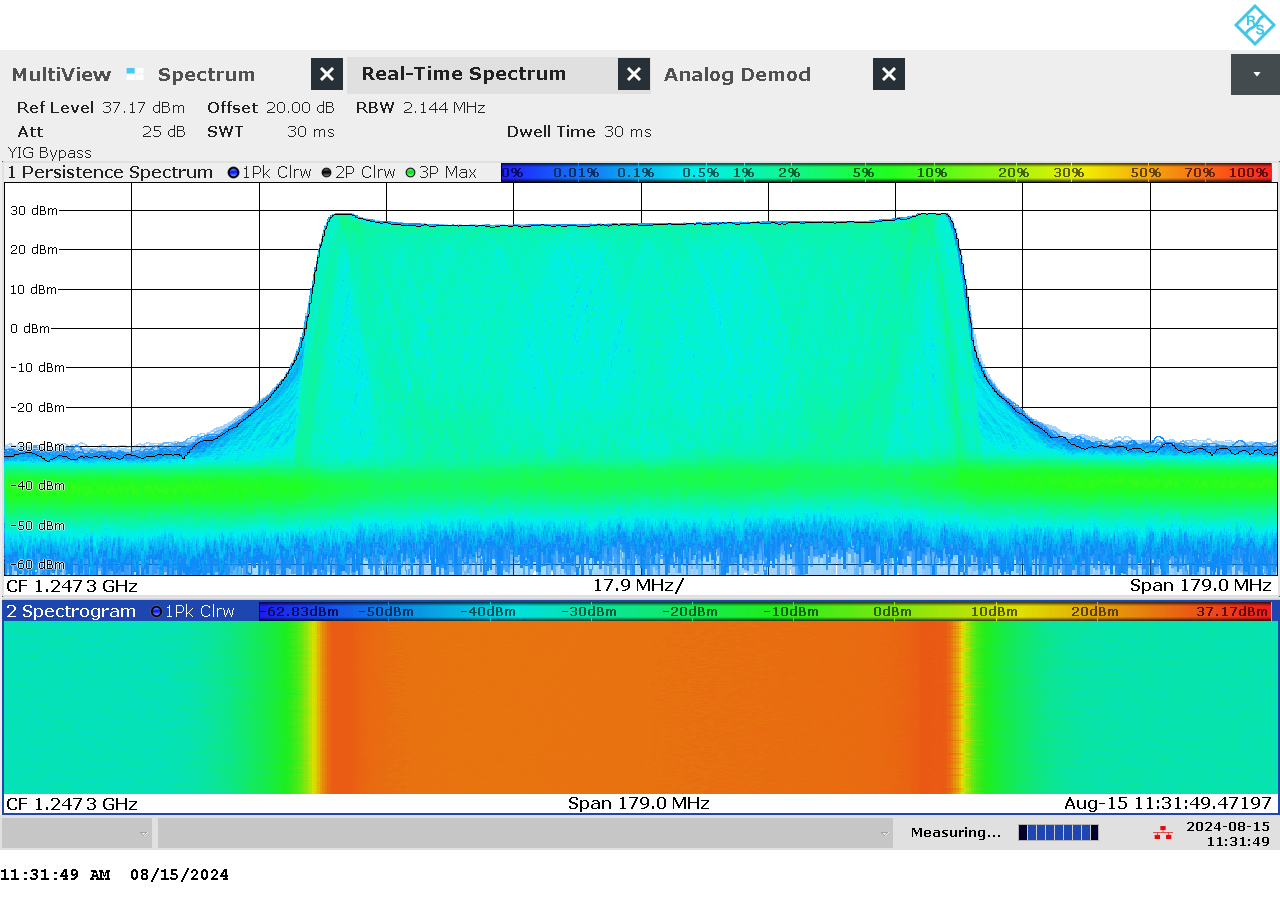 R/S
MultiView Spectrum Real-Time Spectrum Analog Demod
Ref Level 37.17 dBm Offset 20.00 dB RBW 2.144 MHz
Att 25 dB SWT 30 ms Dwell Time 30 ms
YIG Bypass
1 Persistence Spectrum 1Pk Clrw 2P Clrw 3P Max 0% 0.01% 0.1% 0.5% 1% 2% 5% 10% 20% 30% 50% 70% 100%
30 dBm
20 dBm
10 dBm
0 dBm
-10 dBm
-20 dBm
-30 dBm
-40 dBm
-50 dBm
-60 dBm
CF 1.2473 GHz 17.9 MHz/ Span 179.0 MHz
2 Spectrogram 1Pk Clrw -62.83dBm -50dBm -40dBm -30dBm -20dBm -10dBm 0dBm 10dBm 20dBm 37.17dBm
CF 1.2473 GHz Span 179.0 MHz Aug-15 11:31:49.47197
Measuring... 2024-08-15
11:31:49
11:31:49 AM 08/15/2024